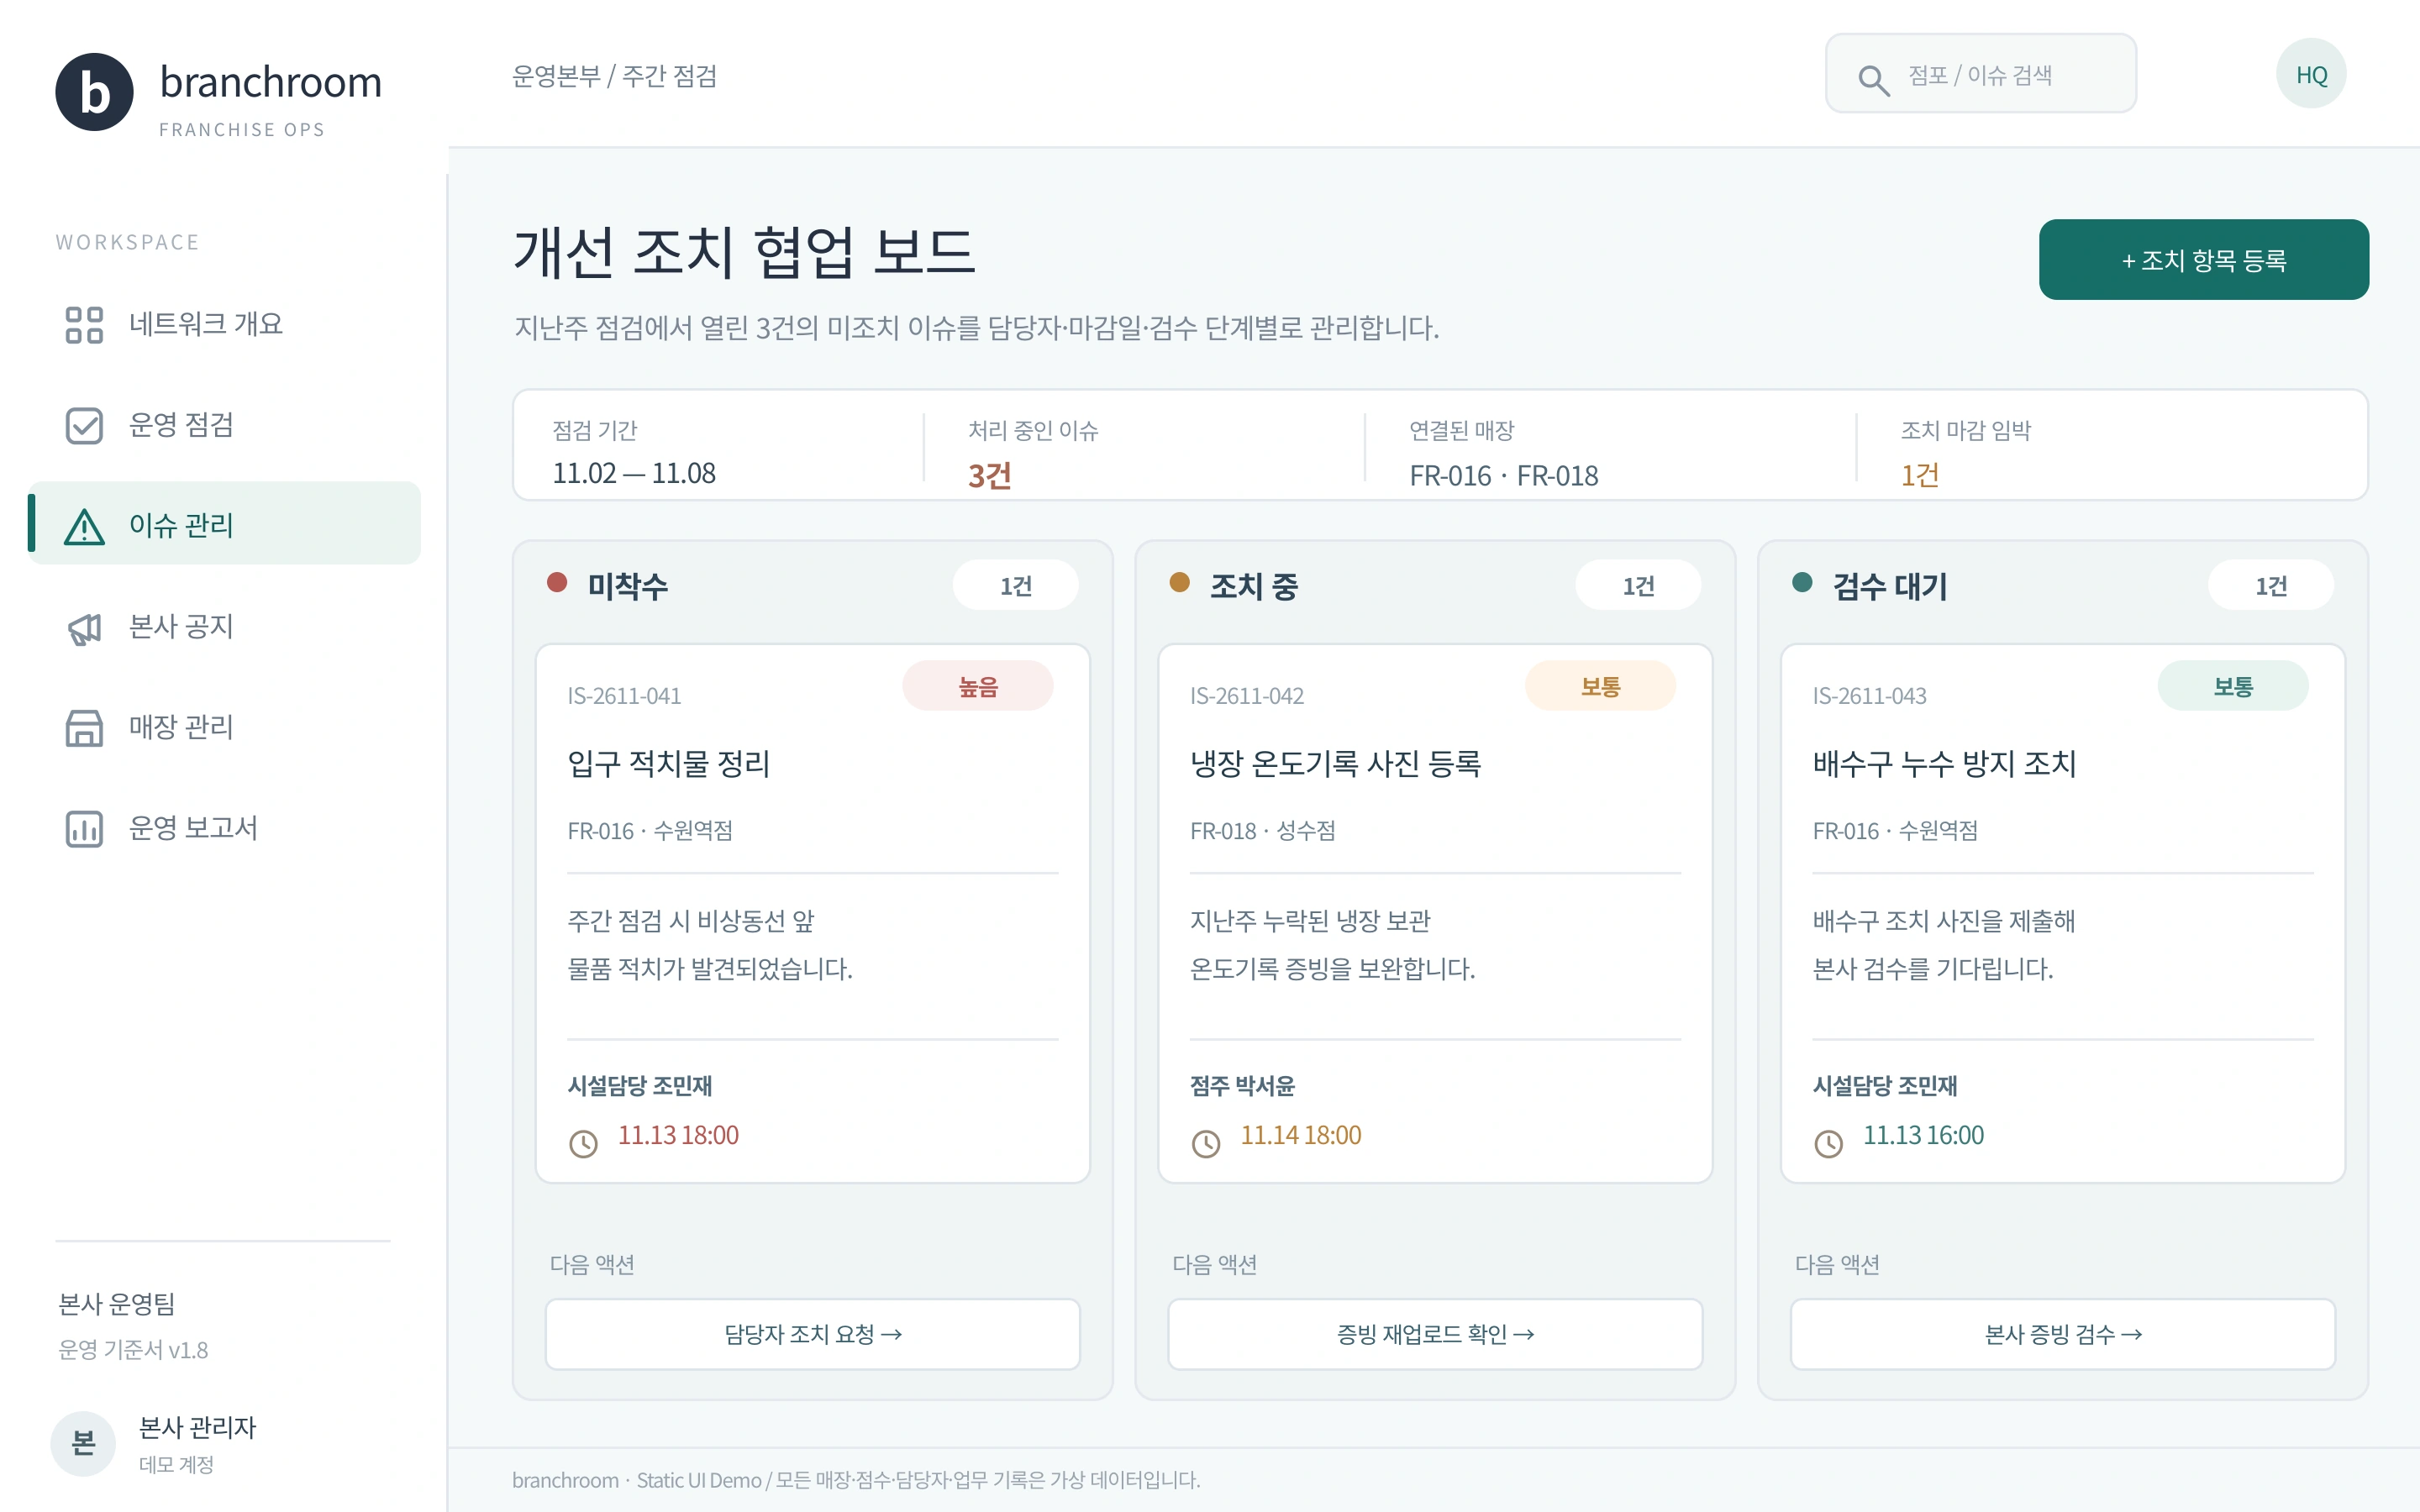 b branchroom
FRANCHISE OPS
WORKSPACE
네트워크 개요
운영 점검
이슈 관리
본사 공지
매장 관리
운영 보고서
본사 운영팀
운영 기준서 v1.8
본 본사 관리자
데모 계정
운영본부 / 주간 점검
점포 / 이슈 검색
HQ
개선 조치 협업 보드
+ 조치 항목 등록
지난주 점검에서 열린 3건의 미조치 이슈를 담당자·마감일·검수 단계별로 관리합니다.
점검 기간
11.02 — 11.08
처리 중인 이슈
3건
연결된 매장
FR-016 · FR-018
조치 마감 임박
1건
미착수 1건
IS-2611-041 높음
입구 적치물 정리
FR-016 · 수원역점
주간 점검 시 비상동선 앞
물품 적치가 발견되었습니다.
시설담당 조민재
11.13 18:00
다음 액션
담당자 조치 요청 →
조치 중 1건
IS-2611-042 보통
냉장 온도기록 사진 등록
FR-018 · 성수점
지난주 누락된 냉장 보관
온도기록 증빙을 보완합니다.
점주 박서윤
11.14 18:00
다음 액션
증빙 재업로드 확인 →
검수 대기 1건
IS-2611-043 보통
배수구 누수 방지 조치
FR-016 · 수원역점
배수구 조치 사진을 제출해
본사 검수를 기다립니다.
시설담당 조민재
11.13 16:00
다음 액션
본사 증빙 검수 →
branchroom · Static UI Demo / 모든 매장·점수·담당자·업무 기록은 가상 데이터입니다.